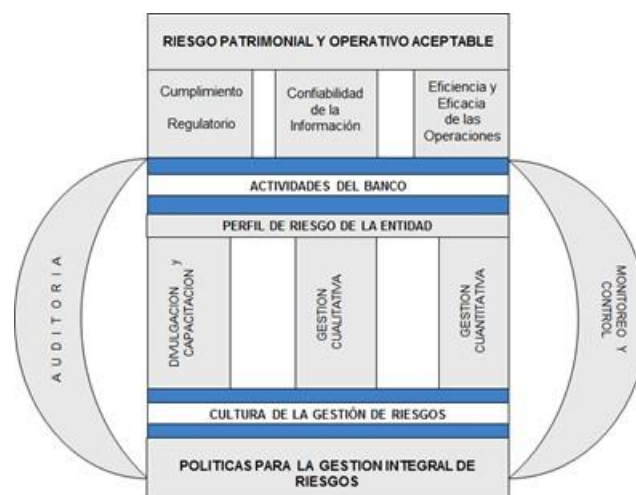 RIESGO PATRIMONIAL Y OPERATIVO ACEPTABLE
Cumplimiento
Regulatorio
Confiabilidad
de la
Información
Eficiencia y
Eficacia
de las
Operaciones
ACTIVIDADES DEL BANCO
PERFIL DE RIESGO DE LA ENTIDAD
AUDITORIA
DIVULGACION y
CAPACITACION
GESTION
CUALITATIVA
GESTION
CUANTITATIVA
MONITOREO Y
CONTROL
CULTURA DE LA GESTIÓN DE RIESGOS
POLITICAS PARA LA GESTION INTEGRAL DE
RIESGOS